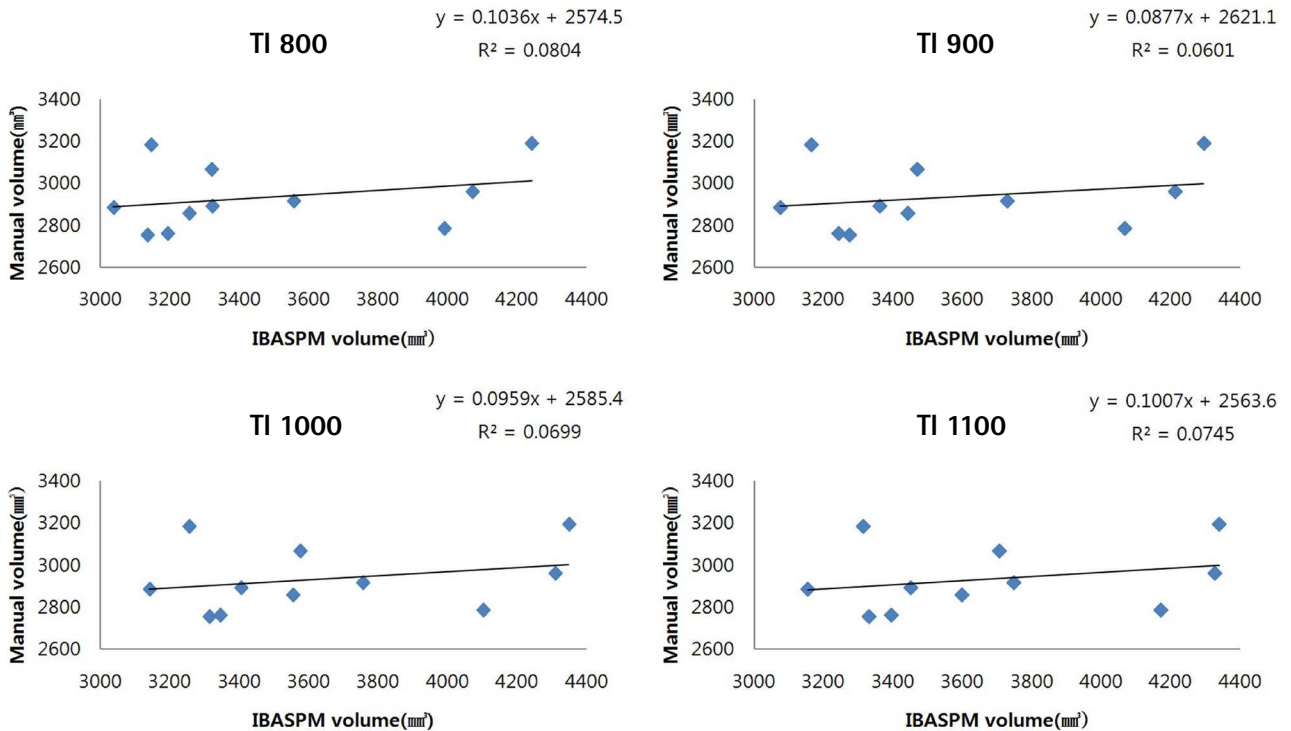 TI 800
y = 0.1036x + 2574.5
R² = 0.0804
Manual volume(㎣)
3400
3200
3000
2800
2600
3000 3200 3400 3600 3800 4000 4200 4400
IBASPM volume(㎣)
TI 900
y = 0.0877x + 2621.1
R² = 0.0601
Manual volume(㎣)
3400
3200
3000
2800
2600
3000 3200 3400 3600 3800 4000 4200 4400
IBASPM volume(㎣)
TI 1000
y = 0.0959x + 2585.4
R² = 0.0699
Manual volume(㎣)
3400
3200
3000
2800
2600
3000 3200 3400 3600 3800 4000 4200 4400
IBASPM volume(㎣)
TI 1100
y = 0.1007x + 2563.6
R² = 0.0745
Manual volume(㎣)
3400
3200
3000
2800
2600
3000 3200 3400 3600 3800 4000 4200 4400
IBASPM volume(㎣)